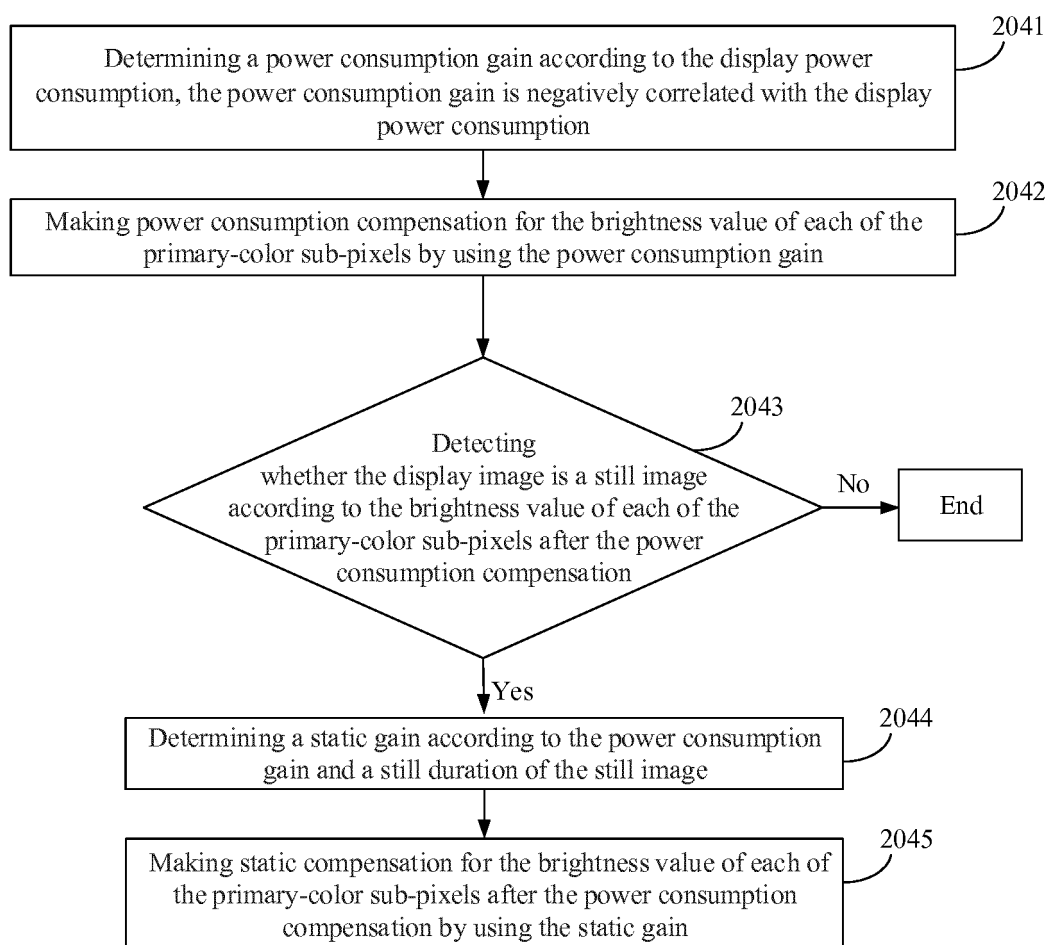 2041
Determining a power consumption gain according to the display power
consumption, the power consumption gain is negatively correlated with the display
power consumption
2042
Making power consumption compensation for the brightness value of each of the
primary-color sub-pixels by using the power consumption gain
2043
Detecting
whether the display image is a still image
according to the brightness value of each of the
primary-color sub-pixels after the power
consumption compensation
No
End
Yes
2044
Determining a static gain according to the power consumption
gain and a still duration of the still image
2045
Making static compensation for the brightness value of each of
the primary-color sub-pixels after the power consumption
compensation by using the static gain